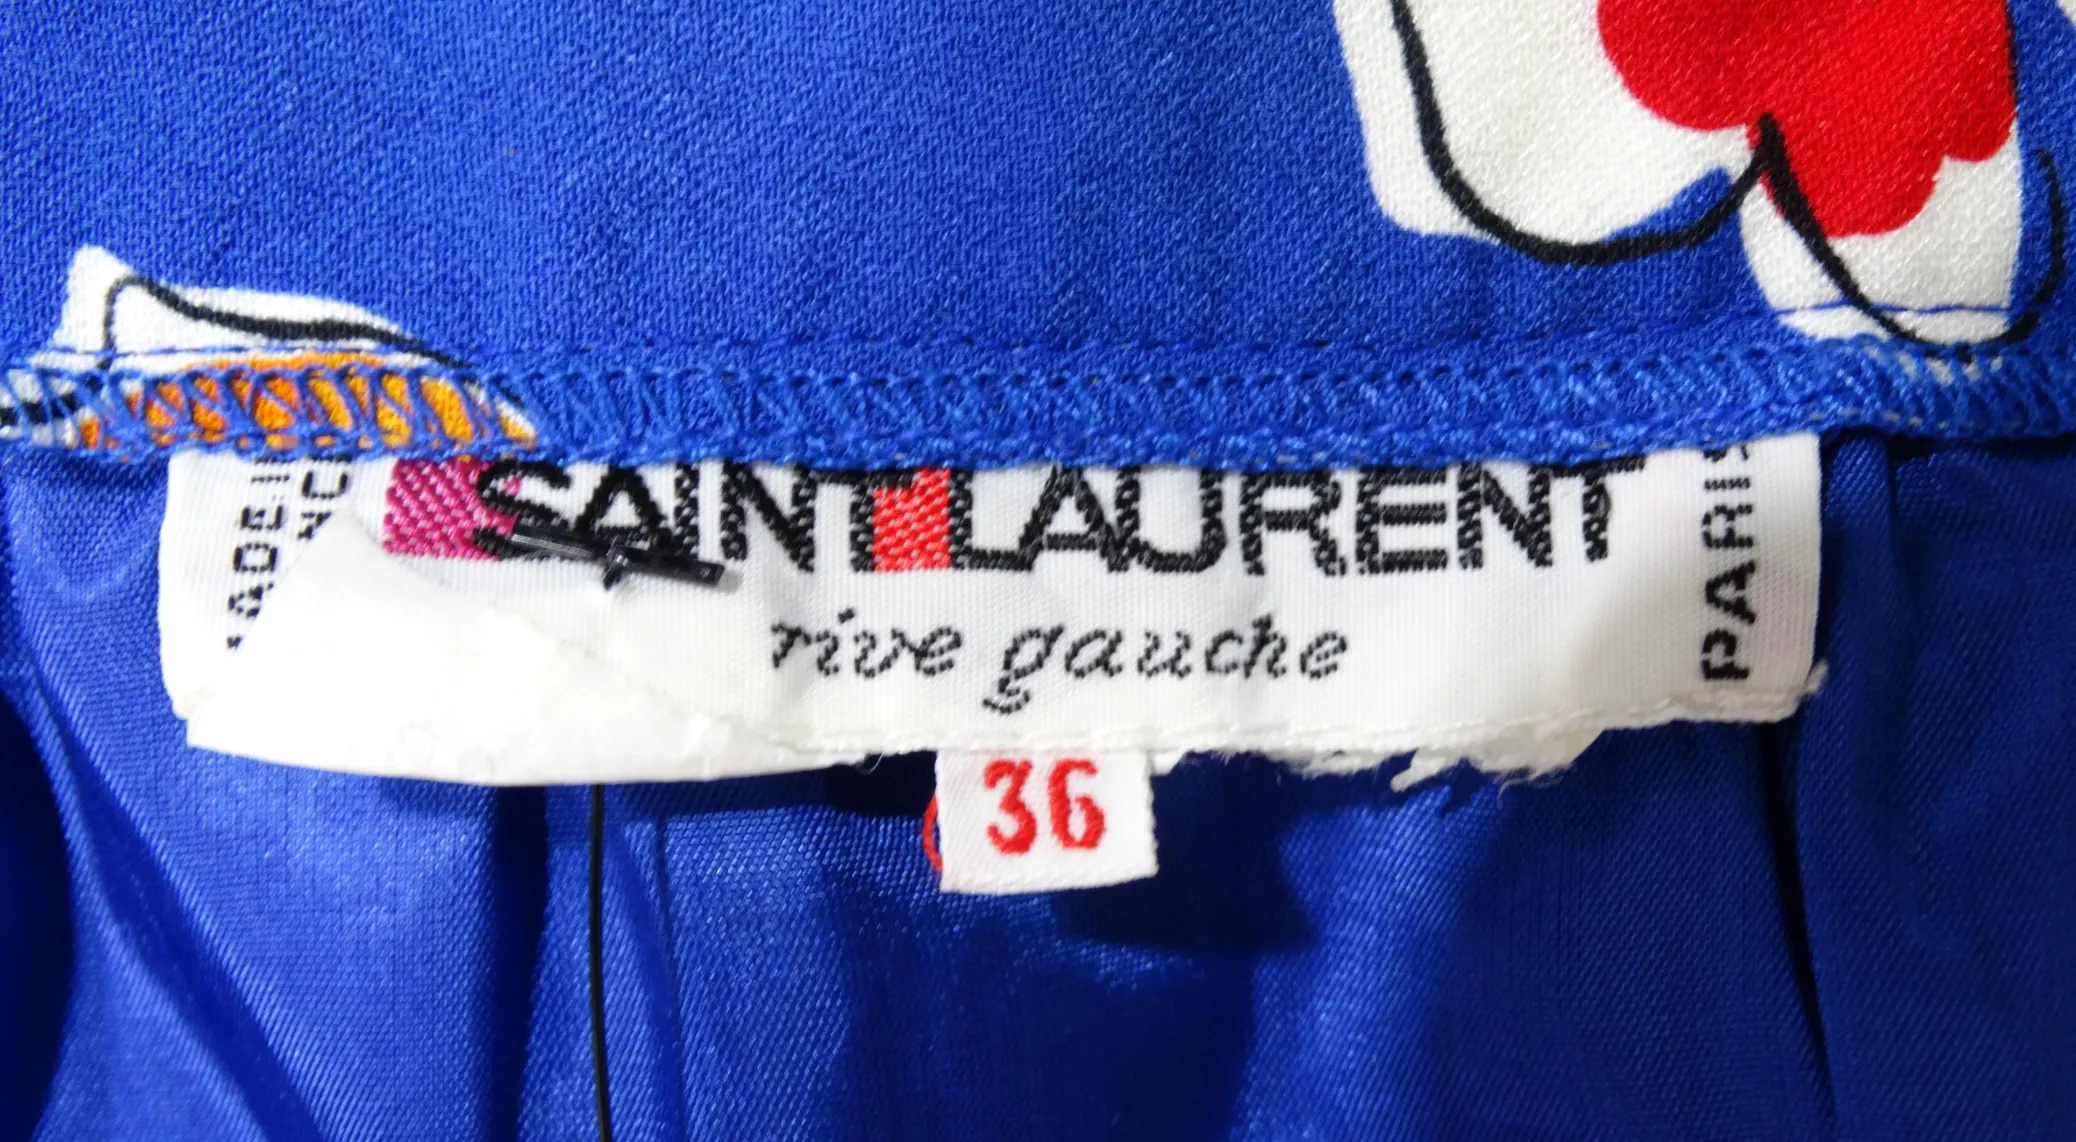 SAINT LAURENT
rive gauche
PARIS
36